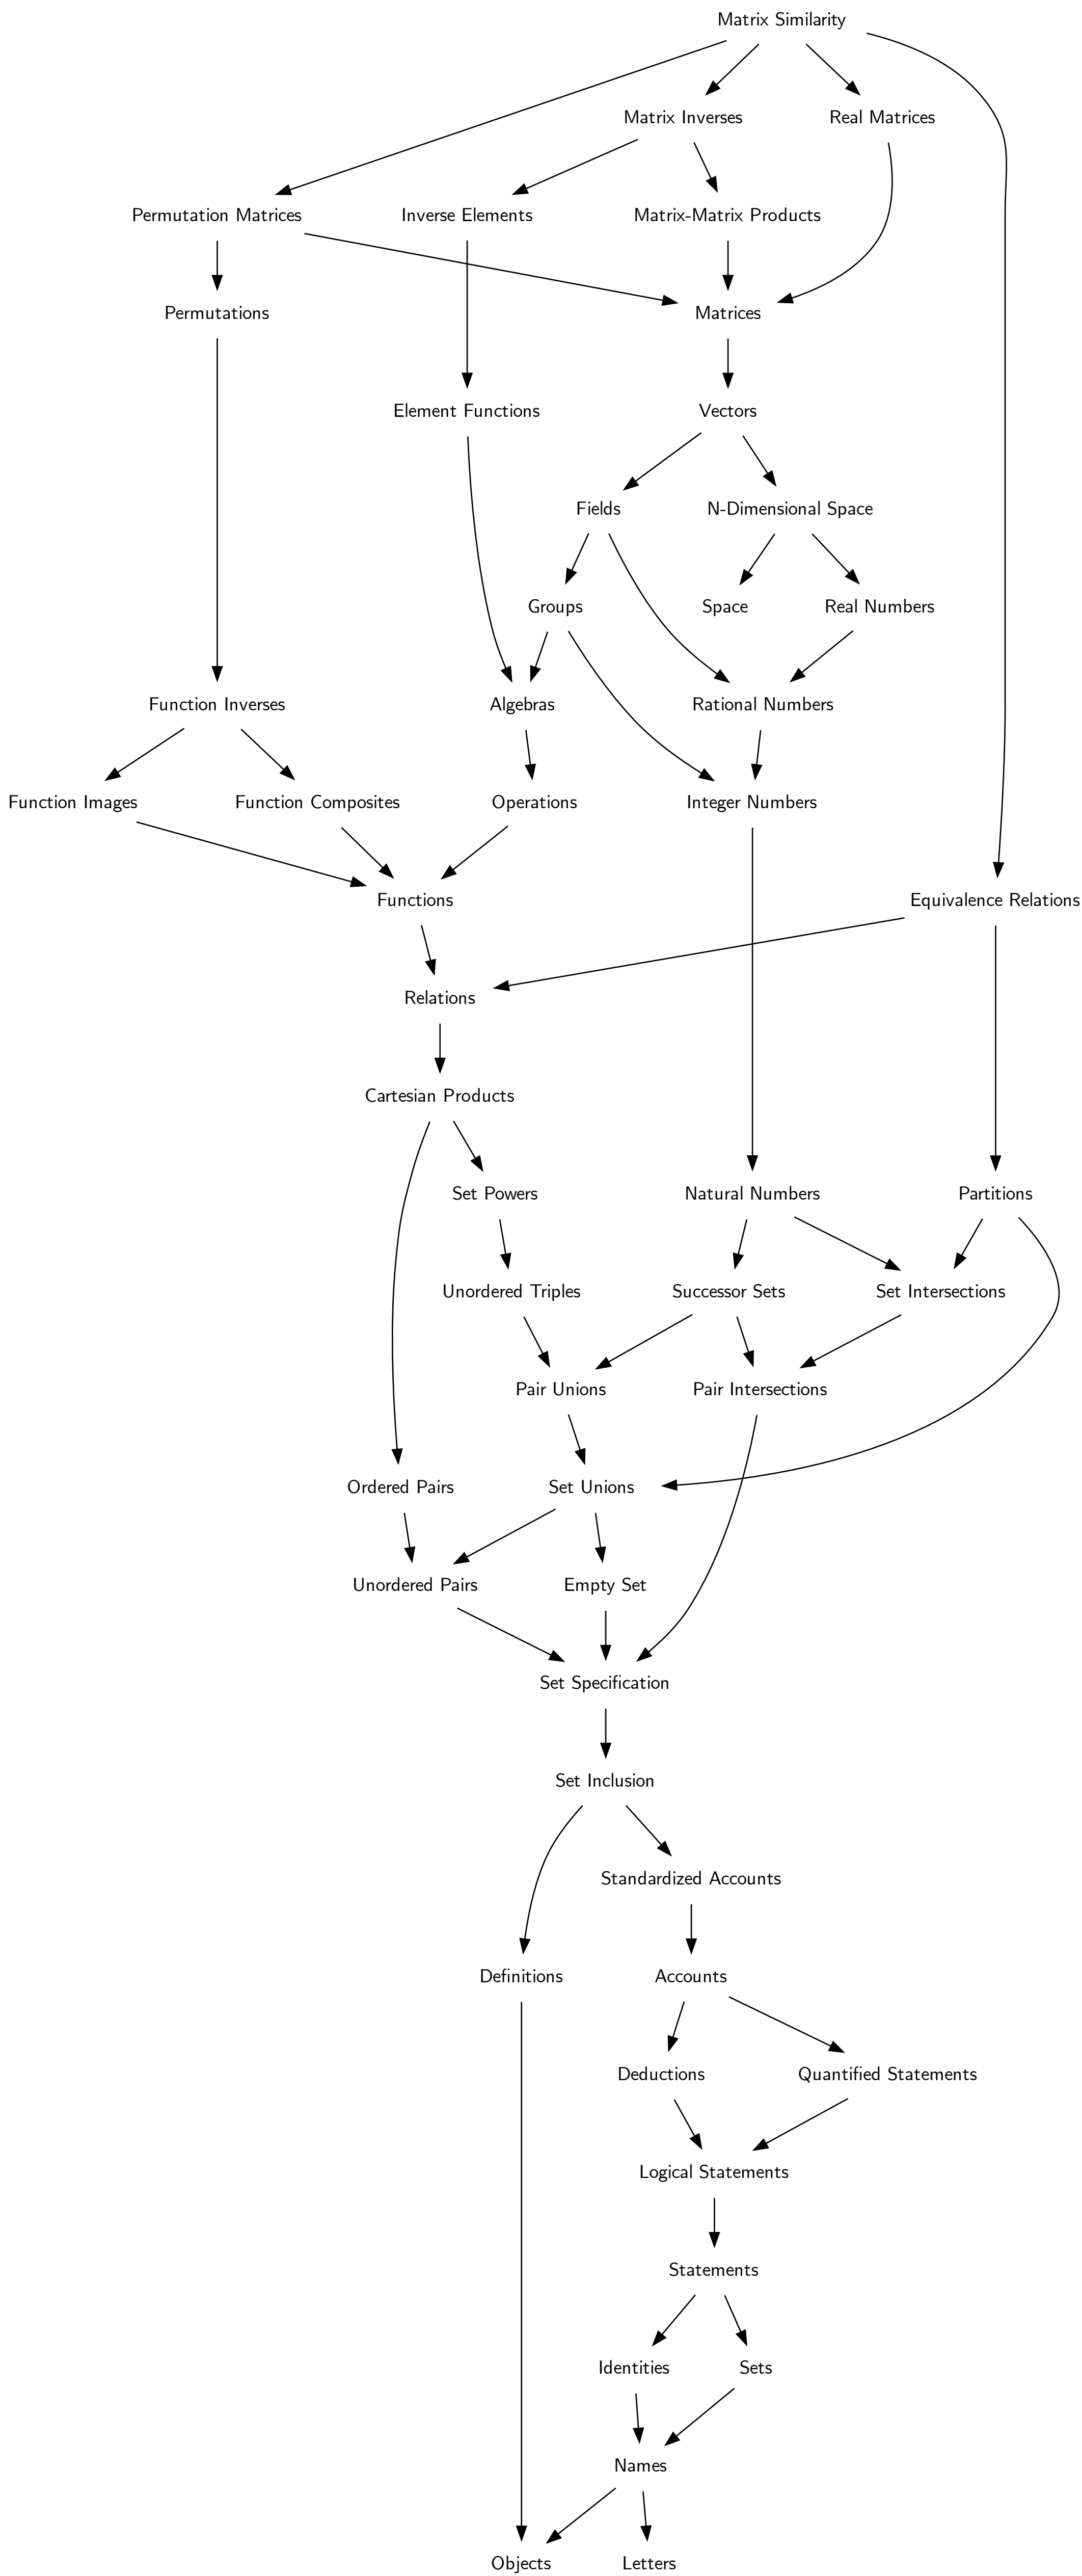 Matrix Similarity
Matrix Inverses
Real Matrices
Permutation Matrices
Inverse Elements
Matrix-Matrix Products
Permutations
Matrices
Element Functions
Vectors
Fields
N-Dimensional Space
Groups
Space
Real Numbers
Function Inverses
Algebras
Rational Numbers
Function Images
Function Composites
Operations
Integer Numbers
Functions
Equivalence Relations
Relations
Cartesian Products
Set Powers
Natural Numbers
Partitions
Unordered Triples
Successor Sets
Set Intersections
Pair Unions
Pair Intersections
Ordered Pairs
Set Unions
Unordered Pairs
Empty Set
Set Specification
Set Inclusion
Standardized Accounts
Definitions
Accounts
Deductions
Quantified Statements
Logical Statements
Statements
Identities
Sets
Names
Objects
Letters